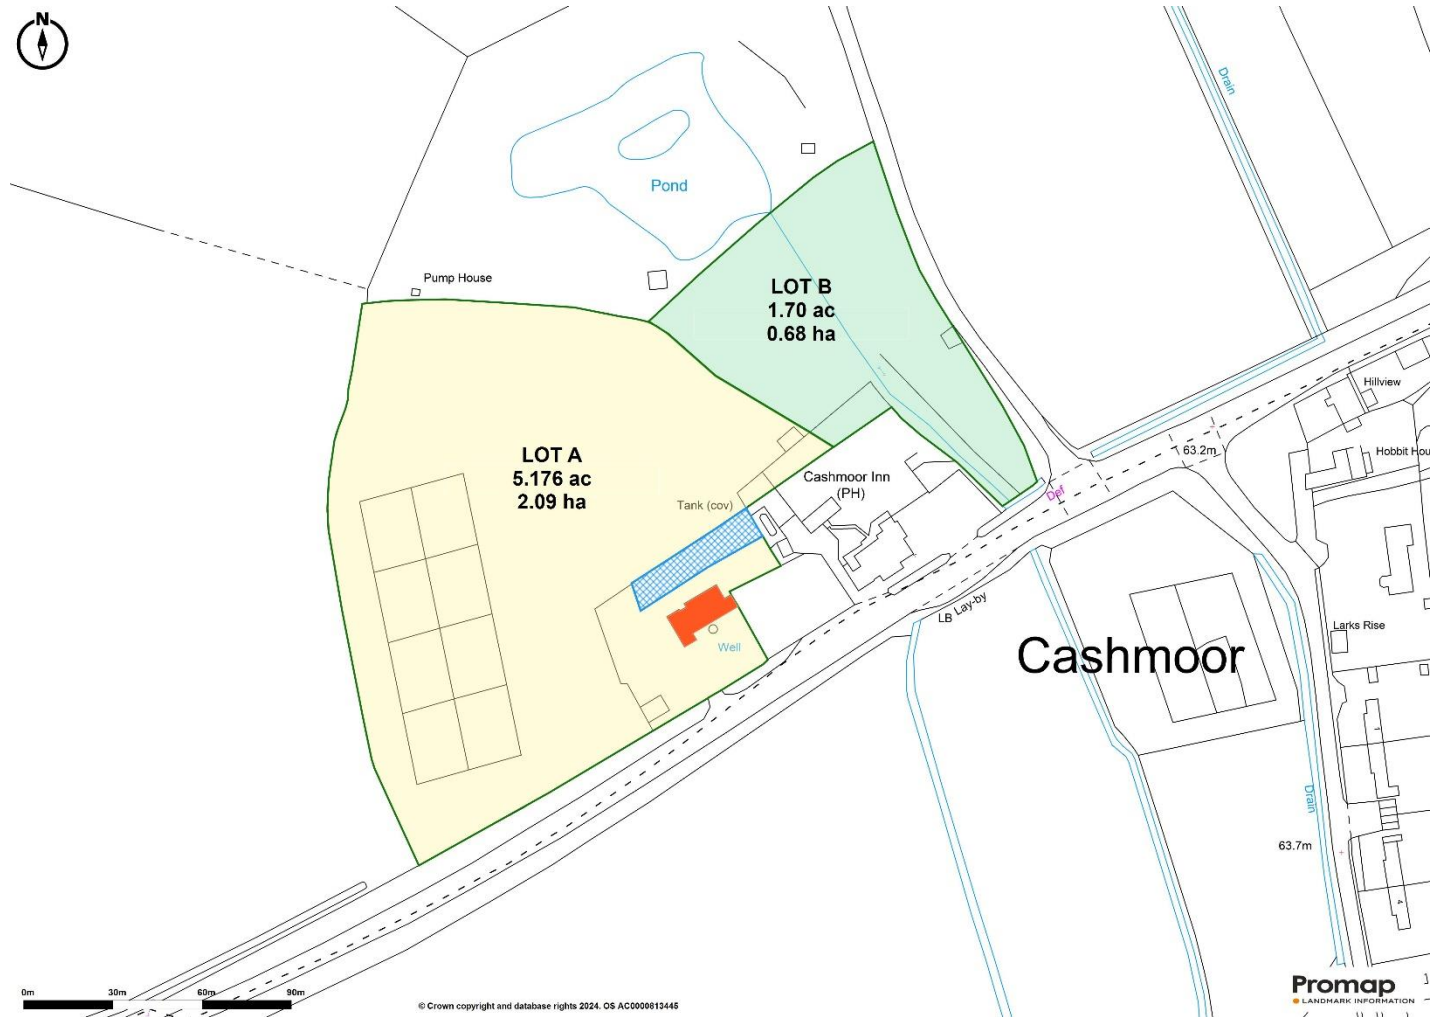 N
Drain
Pond
Pump House
LOT B
1.70 ac
0.68 ha
Hillview
63.2m
Hobbit Hou
LOT A
5.176 ac
2.09 ha
Cashmoor Inn
(PH)
Tank (cov)
Def
LB Lay-by
Well
Cashmoor
Larks Rise
Drain
63.7m
4
0m 30m 60m 90m
© Crown copyright and database rights 2024. OS AC0000813445
Promap
LANDMARK INFORMATION